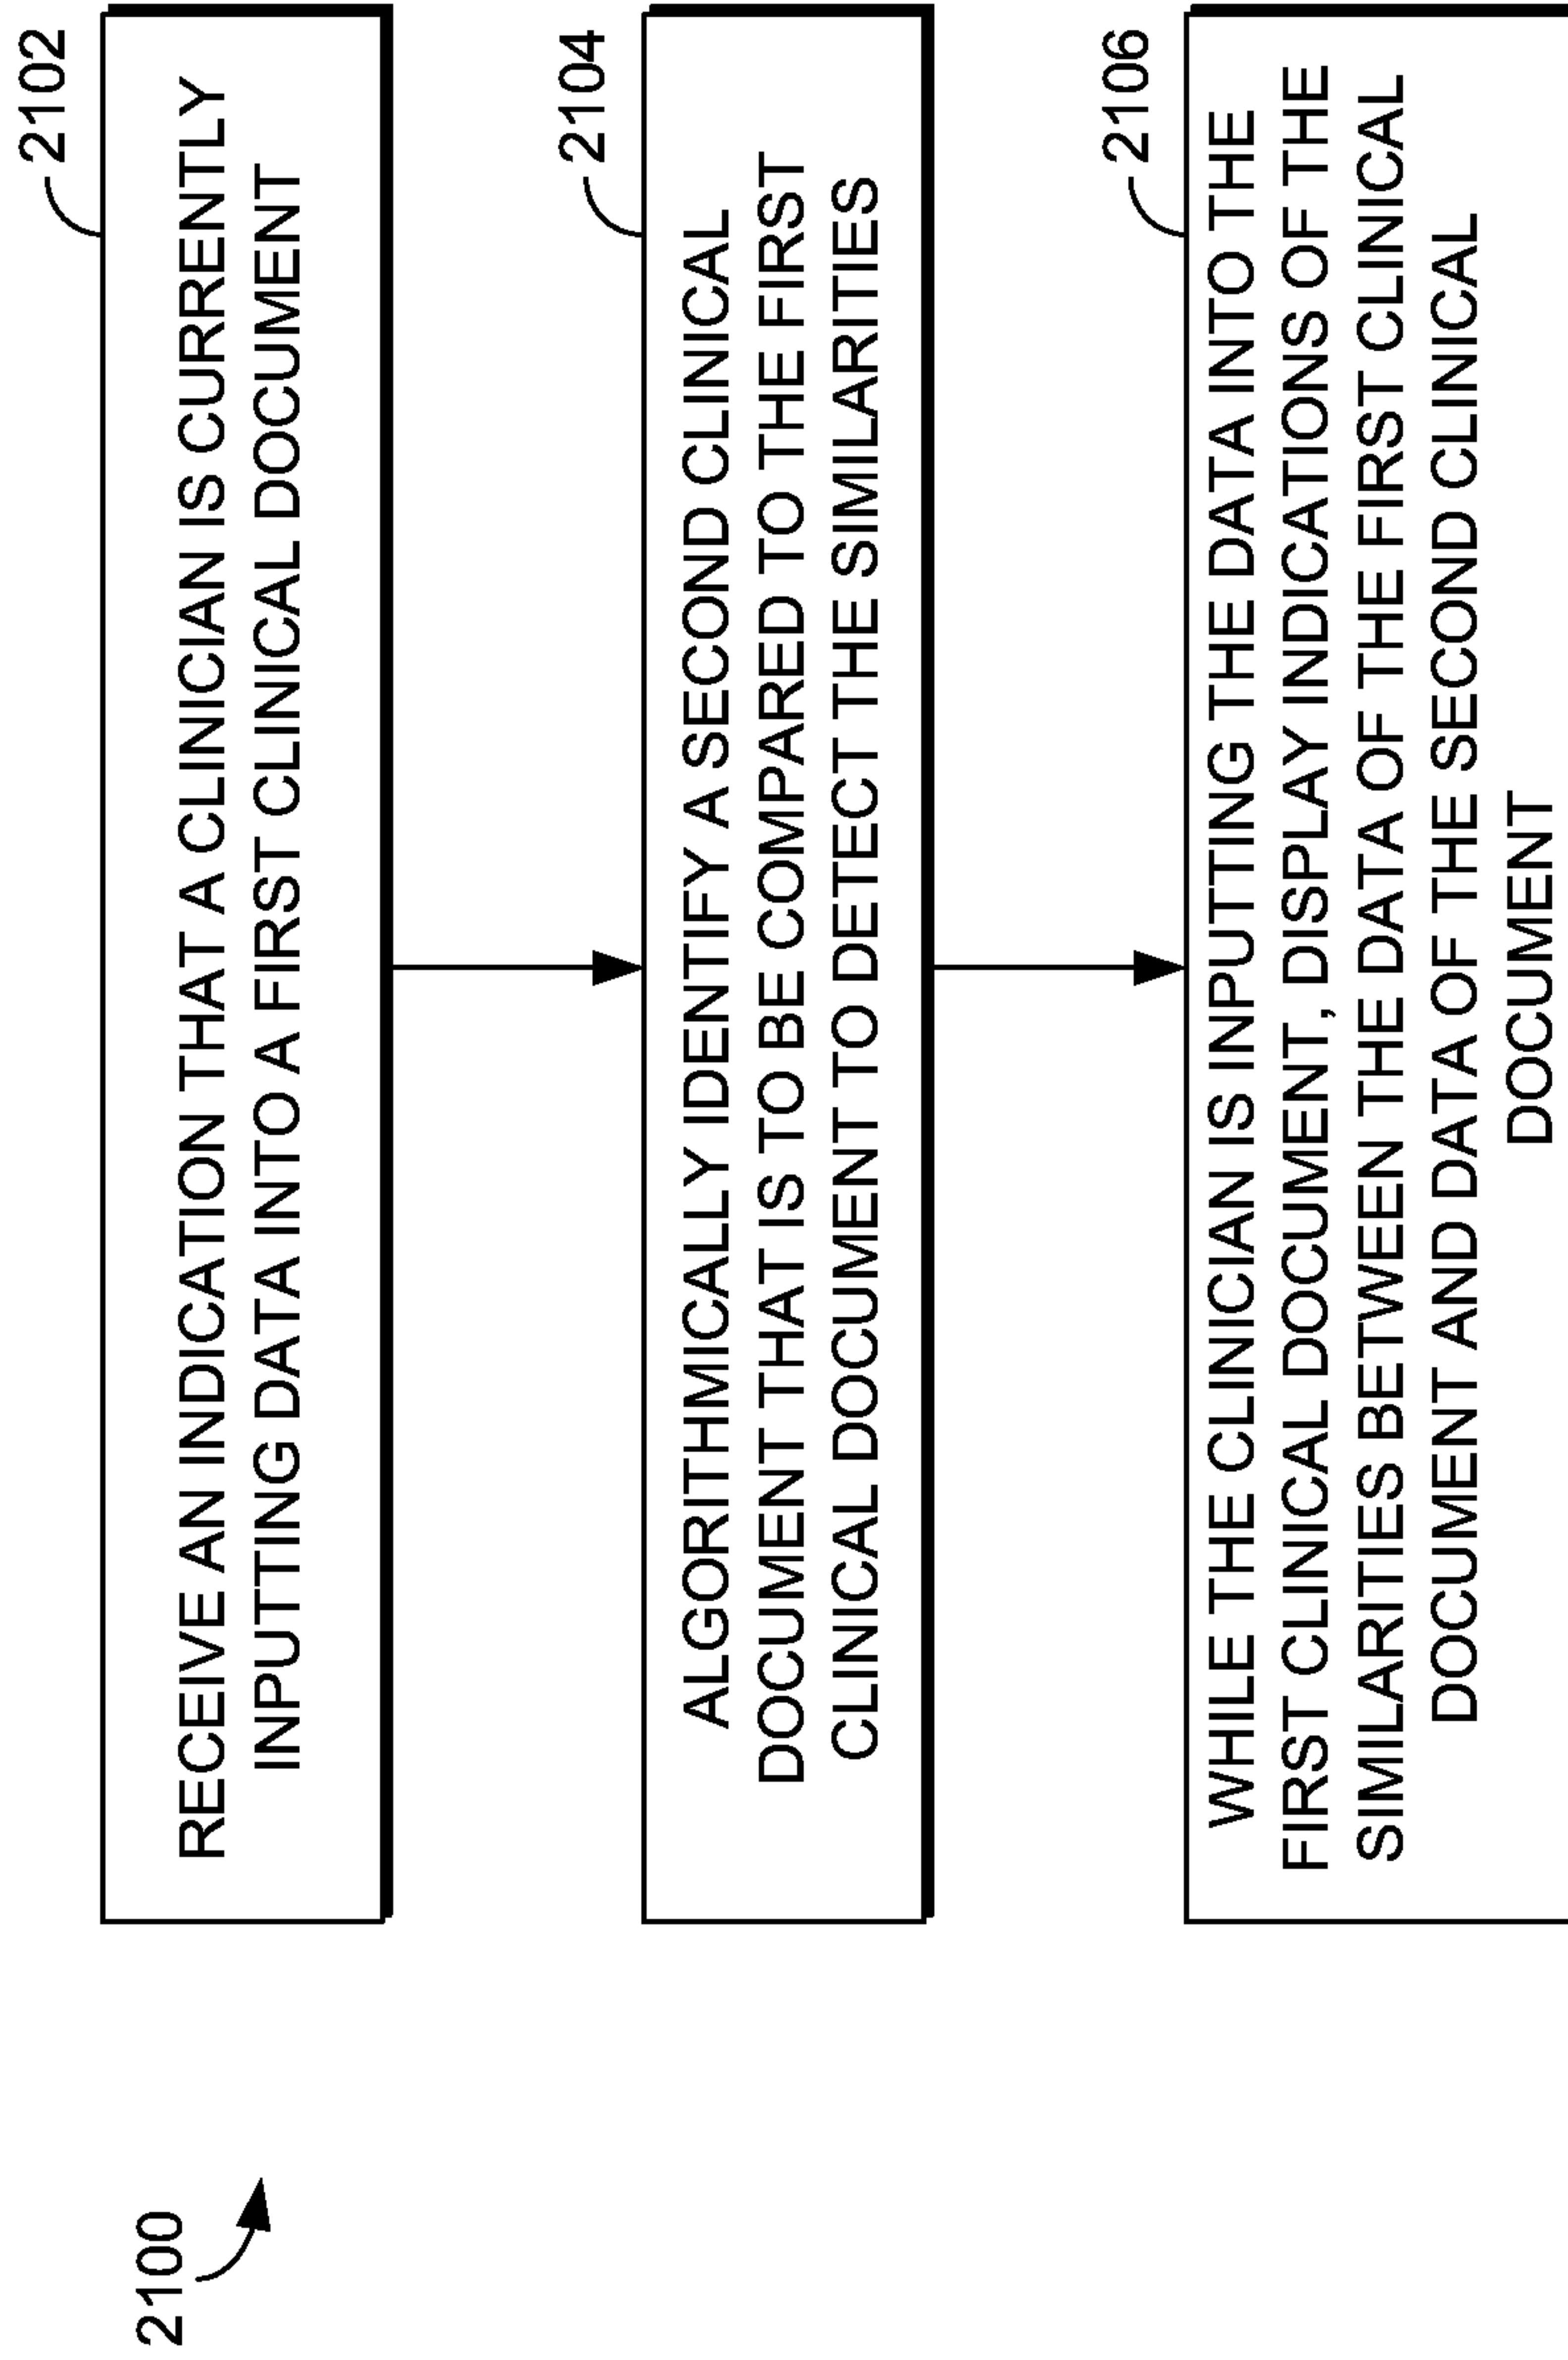 2100
2102
RECEIVE AN INDICATION THAT A CLINICIAN IS CURRENTLY
INPUTTING DATA INTO A FIRST CLINICAL DOCUMENT
2104
ALGORITHMICALLY IDENTIFY A SECOND CLINICAL
DOCUMENT THAT IS TO BE COMPARED TO THE FIRST
CLINICAL DOCUMENT TO DETECT THE SIMILARITIES
2106
WHILE THE CLINICIAN IS INPUTTING THE DATA INTO THE
FIRST CLINICAL DOCUMENT, DISPLAY INDICATIONS OF THE
SIMILARITIES BETWEEN THE DATA OF THE FIRST CLINICAL
DOCUMENT AND DATA OF THE SECOND CLINICAL
DOCUMENT